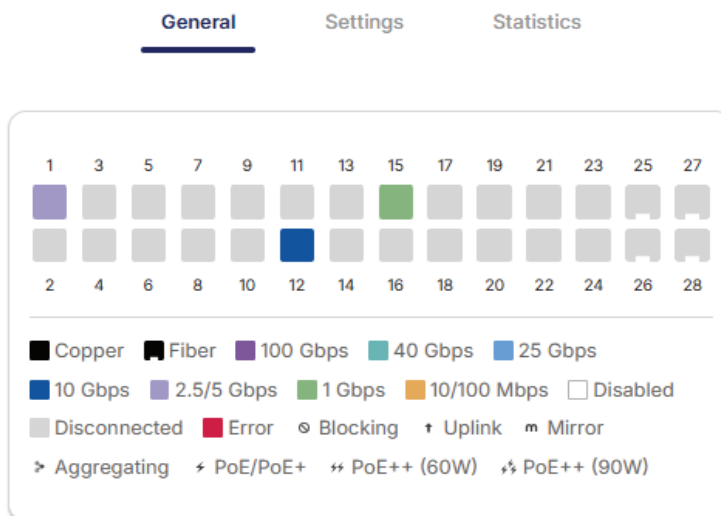 General Settings Statistics
1 3 5 7 9 11 13 15 17 19 21 23 25 27
2 4 6 8 10 12 14 16 18 20 22 24 26 28
Copper Fiber 100 Gbps 40 Gbps 25 Gbps
10 Gbps 2.5/5 Gbps 1 Gbps 10/100 Mbps Disabled
Disconnected Error Blocking Uplink m Mirror
Aggregating PoE/PoE+ PoE++ (60W) PoE++ (90W)